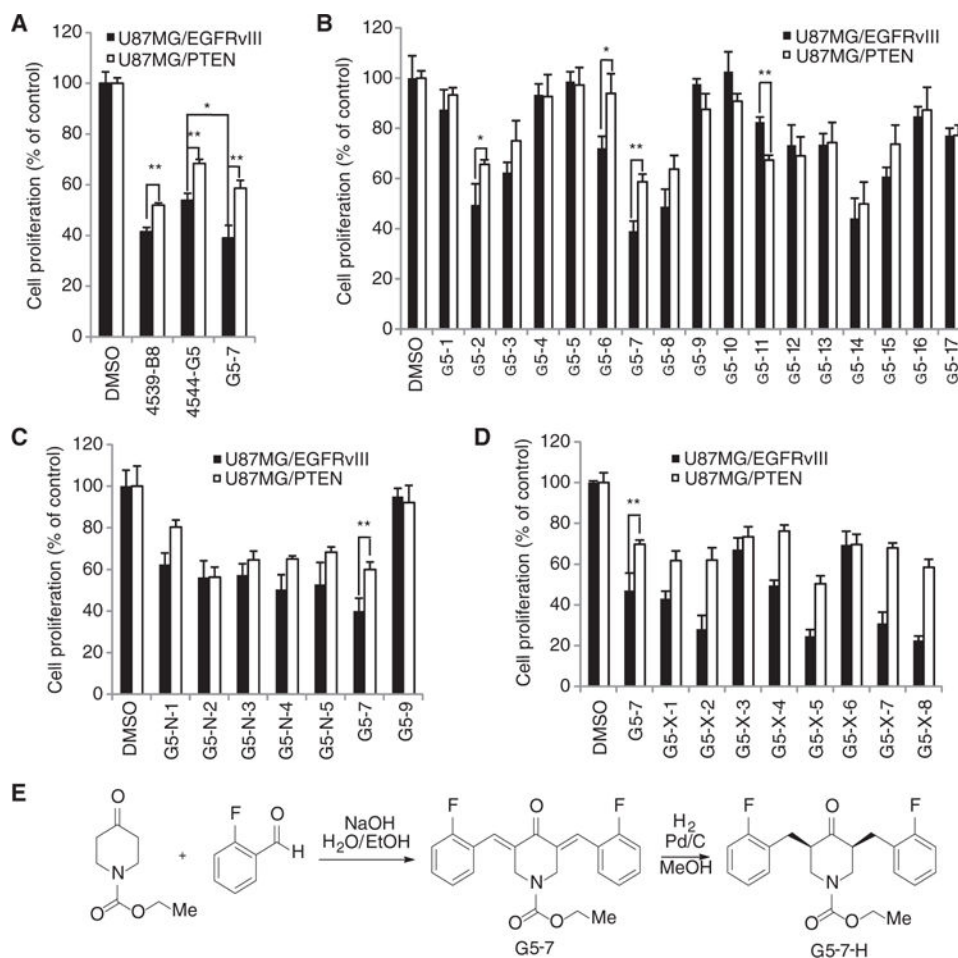 A
U87MG/EGFRvIII
U87MG/PTEN
Cell proliferation (% of control)
120
100
80
60
40
20
0
**
**
*
**
DMSO
4539-B8
4544-G5
G5-7
B
U87MG/EGFRvIII
U87MG/PTEN
Cell proliferation (% of control)
120
100
80
60
40
20
0
*
*
**
**
DMSO
G5-1
G5-2
G5-3
G5-4
G5-5
G5-6
G5-7
G5-8
G5-9
G5-10
G5-11
G5-12
G5-13
G5-14
G5-15
G5-16
G5-17
C
U87MG/EGFRvIII
U87MG/PTEN
Cell proliferation (% of control)
120
100
80
60
40
20
0
**
DMSO
G5-N-1
G5-N-2
G5-N-3
G5-N-4
G5-N-5
G5-7
G5-9
D
U87MG/EGFRvIII
U87MG/PTEN
Cell proliferation (% of control)
120
100
80
60
40
20
0
**
DMSO
G5-7
G5-X-1
G5-X-2
G5-X-3
G5-X-4
G5-X-5
G5-X-6
G5-X-7
G5-X-8
E
O
N
O
O
Me
+
F
O
H
NaOH
H2O/EtOH
F
O
F
N
O
O
Me
G5-7
H2
Pd/C
MeOH
F
O
F
N
O
O
Me
G5-7-H